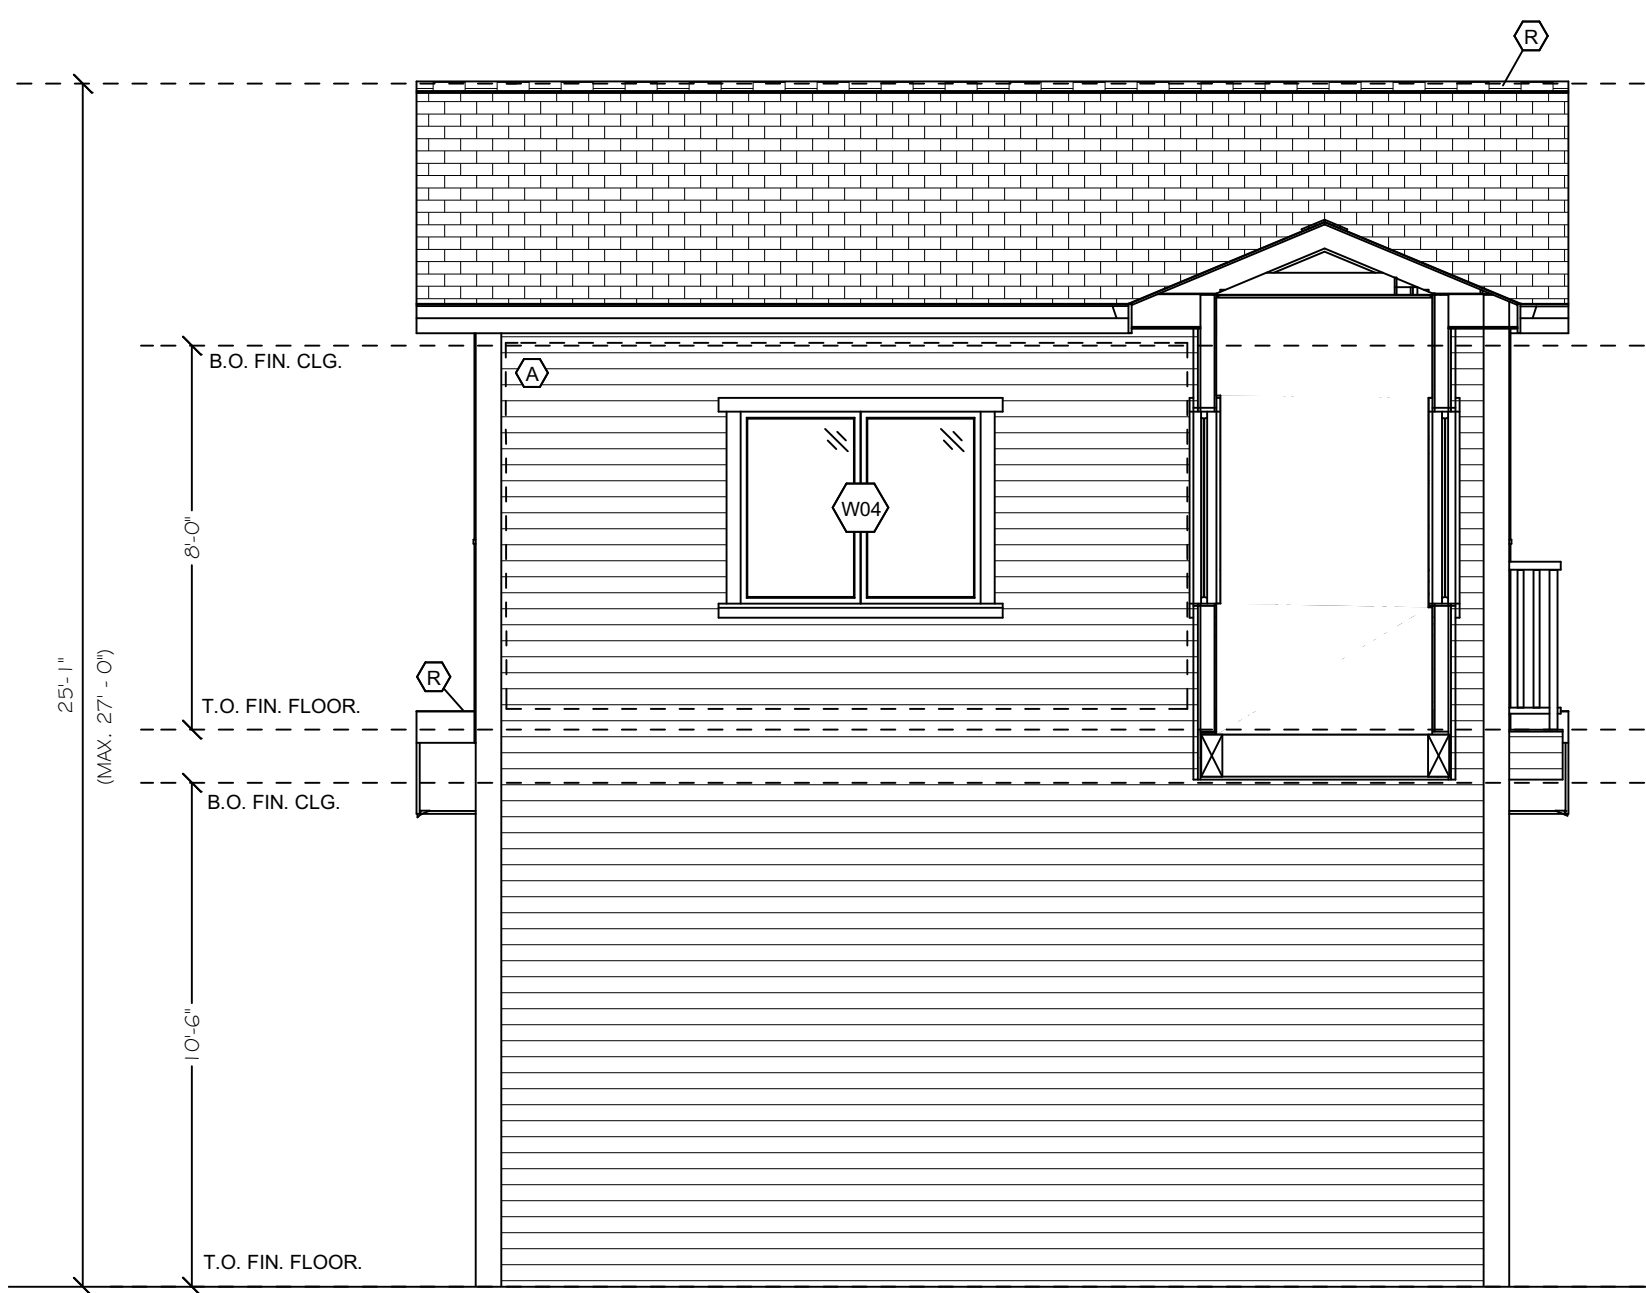 R
B.O. FIN. CLG.
A
W04
8'-0"
25'-1"
(MAX. 27' - 0")
R
T.O. FIN. FLOOR.
B.O. FIN. CLG.
10'-6"
T.O. FIN. FLOOR.